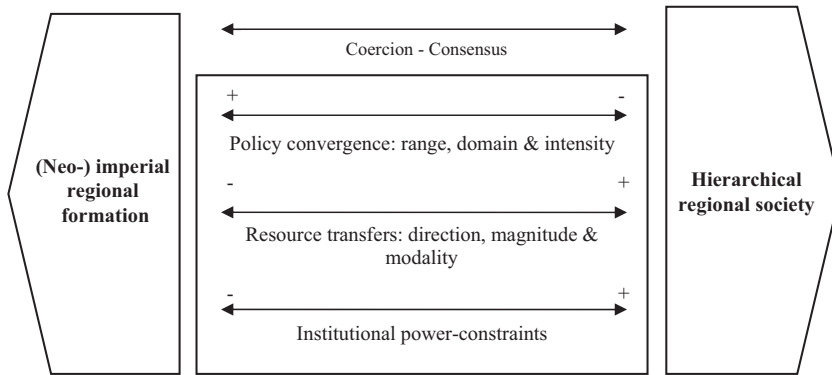 Coercion - Consensus
+ -
Policy convergence: range, domain & intensity
(Neo-) imperial
regional
formation
- +
Resource transfers: direction, magnitude &
modality
- +
Institutional power-constraints
Hierarchical
regional society